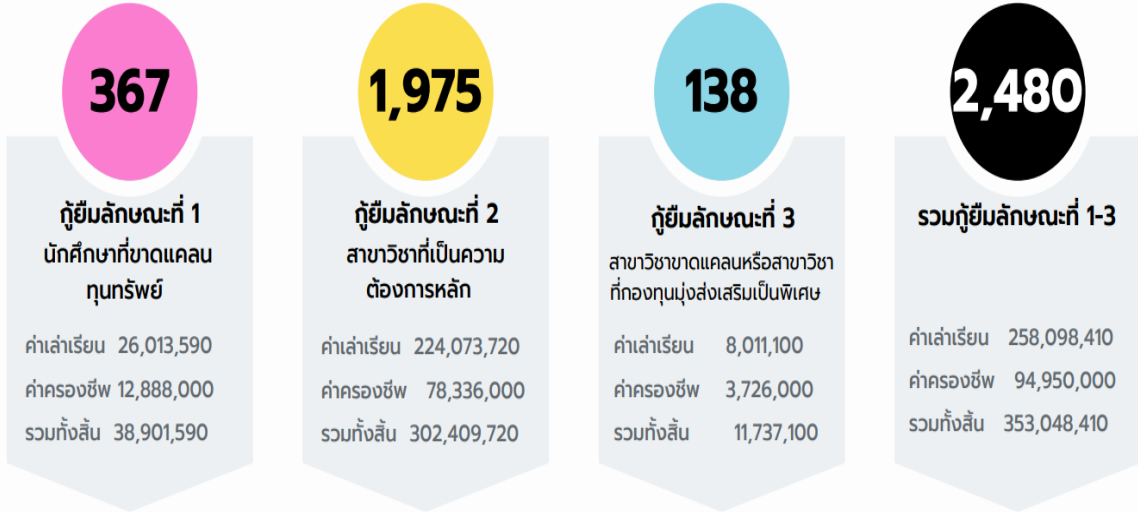 367
กู้ยืมลักษณะที่ 1
นักศึกษาที่ขาดแคลน
ทุนทรัพย์
ค่าเล่าเรียน 26,013,590
ค่าครองชีพ 12,888,000
รวมทั้งสิ้น 38,901,590
1,975
กู้ยืมลักษณะที่ 2
สาขาวิชาที่เป็นความ
ต้องการหลัก
ค่าเล่าเรียน 224,073,720
ค่าครองชีพ 78,336,000
รวมทั้งสิ้น 302,409,720
138
กู้ยืมลักษณะที่ 3
สาขาวิชาขาดแคลนหรือสาขาวิชา
ที่กองทุนมุ่งส่งเสริมเป็นพิเศษ
ค่าเล่าเรียน 8,011,100
ค่าครองชีพ 3,726,000
รวมทั้งสิ้น 11,737,100
2,480
รวมกู้ยืมลักษณะที่ 1-3
ค่าเล่าเรียน 258,098,410
ค่าครองชีพ 94,950,000
รวมทั้งสิ้น 353,048,410